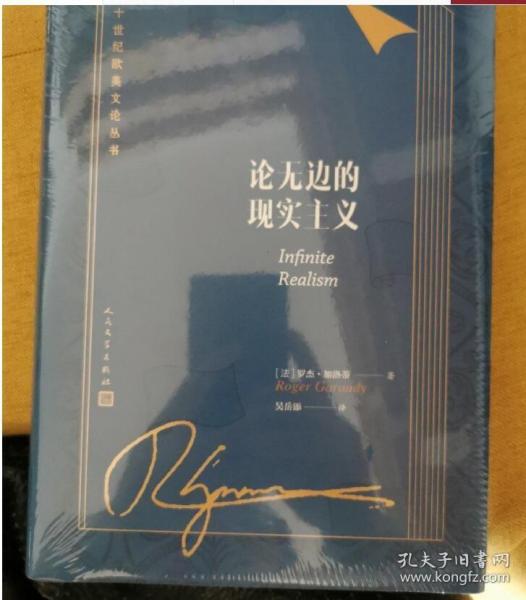 十世纪欧美文论丛书
论无边的
现实主义
Infinite
Realism
人民文学出版社
[法]罗杰·加洛蒂 著
Roger Garaudy
吴岳添 译
孔夫子旧书网
www.kongfz.com